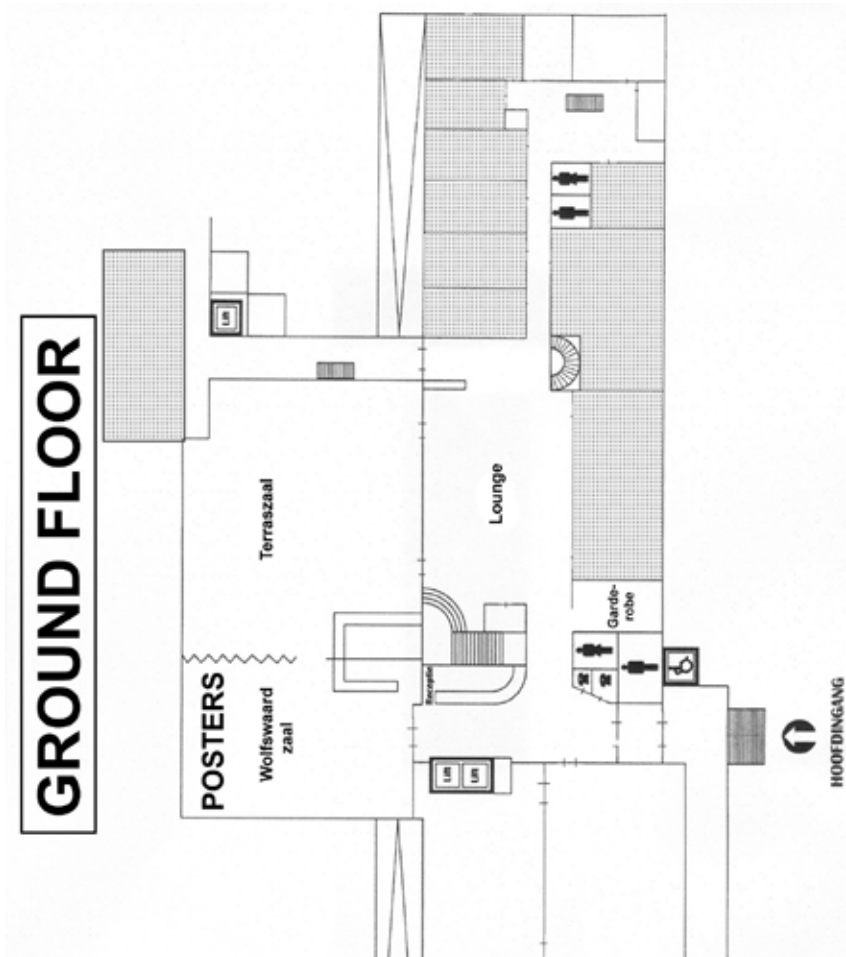 GROUND FLOOR
POSTERS
Wolfswaard
zaal
Terraszaal
Lift
Receptie
Lift
Lift
Lounge
Garde-
robe
HOOFDINGANG